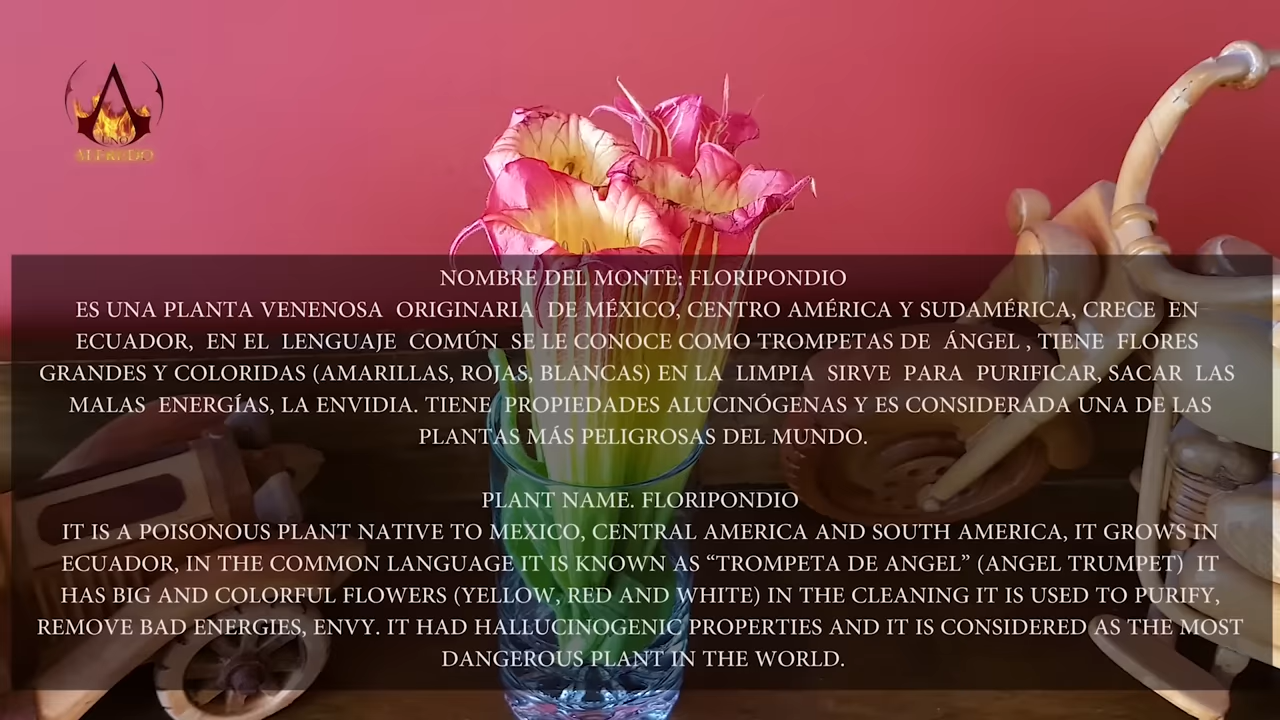 UNO
ALFREDO
NOMBRE DEL MONTE: FLORIPONDIO
ES UNA PLANTA VENENOSA ORIGINARIA DE MÉXICO, CENTRO AMÉRICA Y SUDAMÉRICA, CRECE EN
ECUADOR, EN EL LENGUAJE COMÚN SE LE CONOCE COMO TROMPETAS DE ÁNGEL , TIENE FLORES
GRANDES Y COLORIDAS (AMARILLAS, ROJAS, BLANCAS) EN LA LIMPIA SIRVE PARA PURIFICAR, SACAR LAS
MALAS ENERGÍAS, LA ENVIDIA. TIENE PROPIEDADES ALUCINÓGENAS Y ES CONSIDERADA UNA DE LAS
PLANTAS MÁS PELIGROSAS DEL MUNDO.
PLANT NAME. FLORIPONDIO
IT IS A POISONOUS PLANT NATIVE TO MEXICO, CENTRAL AMERICA AND SOUTH AMERICA, IT GROWS IN
ECUADOR, IN THE COMMON LANGUAGE IT IS KNOWN AS “TROMPETA DE ANGEL” (ANGEL TRUMPET) IT
HAS BIG AND COLORFUL FLOWERS (YELLOW, RED AND WHITE) IN THE CLEANING IT IS USED TO PURIFY,
REMOVE BAD ENERGIES, ENVY. IT HAD HALLUCINOGENIC PROPERTIES AND IT IS CONSIDERED AS THE MOST
DANGEROUS PLANT IN THE WORLD.